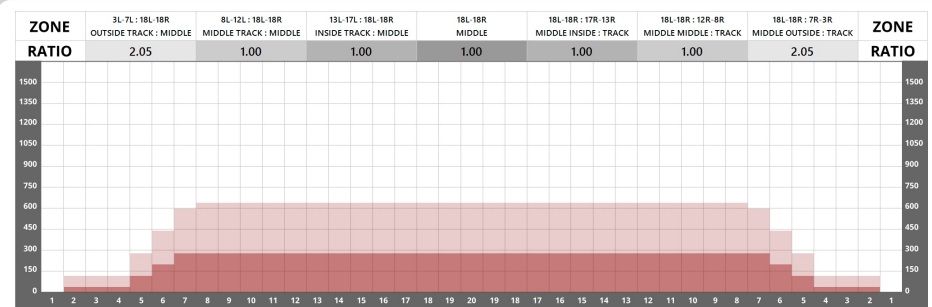 ZONE
3L-7L : 18L-18R
OUTSIDE TRACK : MIDDLE
8L-12L : 18L-18R
MIDDLE TRACK : MIDDLE
13L-17L : 18L-18R
INSIDE TRACK : MIDDLE
18L-18R
MIDDLE
18L-18R : 17R-13R
MIDDLE INSIDE : TRACK
18L-18R : 12R-8R
MIDDLE MIDDLE : TRACK
18L-18R : 7R-3R
MIDDLE OUTSIDE : TRACK
ZONE
RATIO 2.05 1.00 1.00 1.00 1.00 1.00 2.05 RATIO
1500 1500
1350 1350
1200 1200
1050 1050
900 900
750 750
600 600
450 450
300 300
150 150
0 0
1 2 3 4 5 6 7 8 9 10 11 12 13 14 15 16 17 18 19 20 19 18 17 16 15 14 13 12 11 10 9 8 7 6 5 4 3 2 1